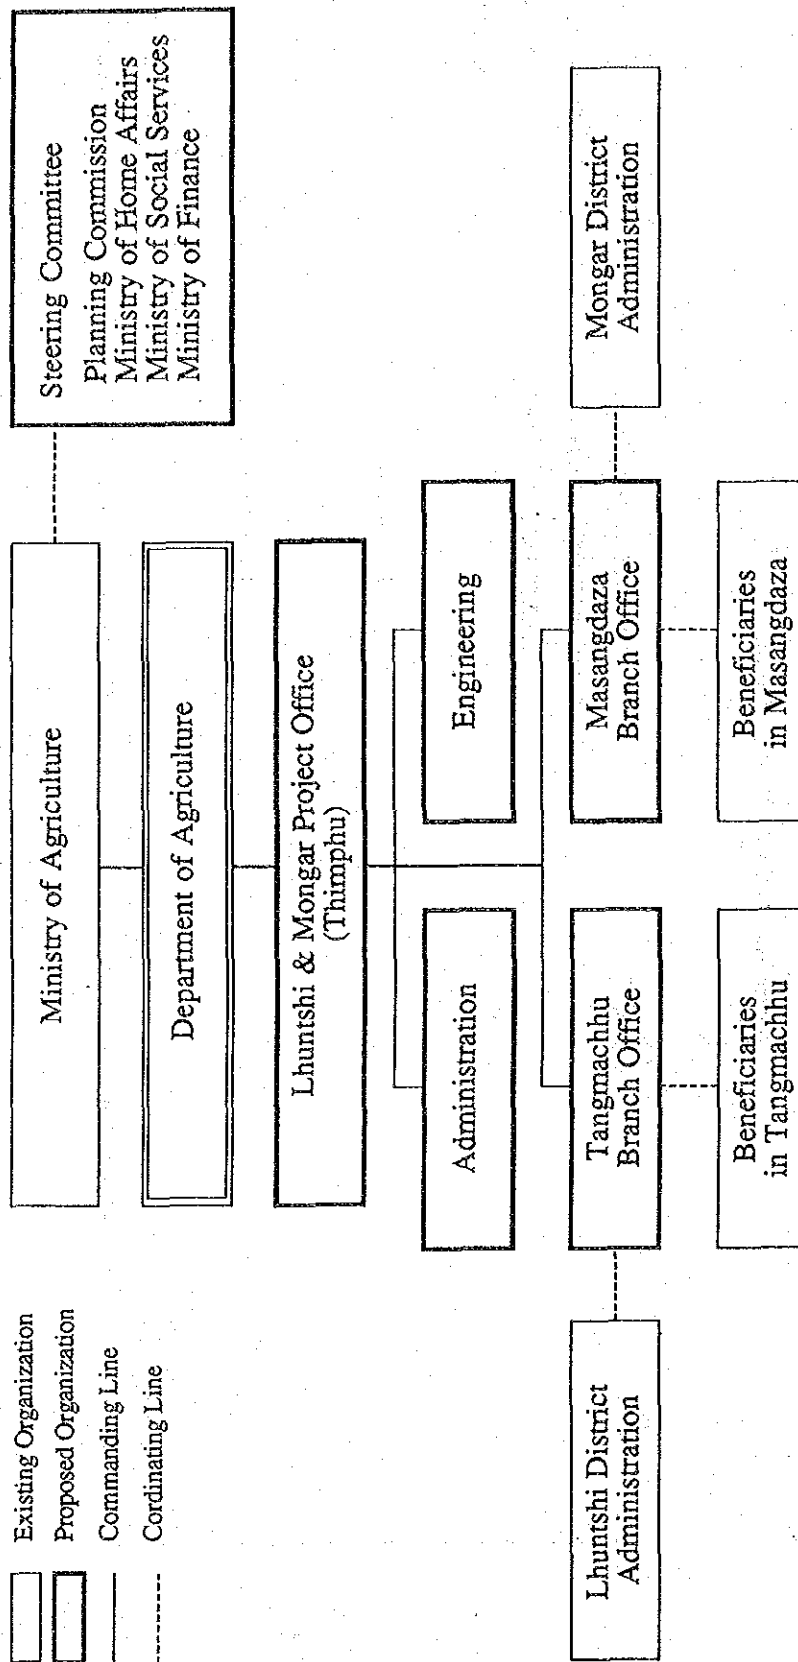 Existing Organization
Proposed Organization
Commanding Line
Cordinating Line
Ministry of Agriculture
Steering Committee
Planning Commission
Ministry of Home Affairs
Ministry of Social Services
Ministry of Finance
Department of Agriculture
Lhuntshi & Mongar Project Office
(Thimphu)
Administration
Engineering
Lhuntshi District
Administration
Tangmachhu
Branch Office
Masangdaza
Branch Office
Mongar District
Administration
Beneficiaries
in Tangmachhu
Beneficiaries
in Masangdaza